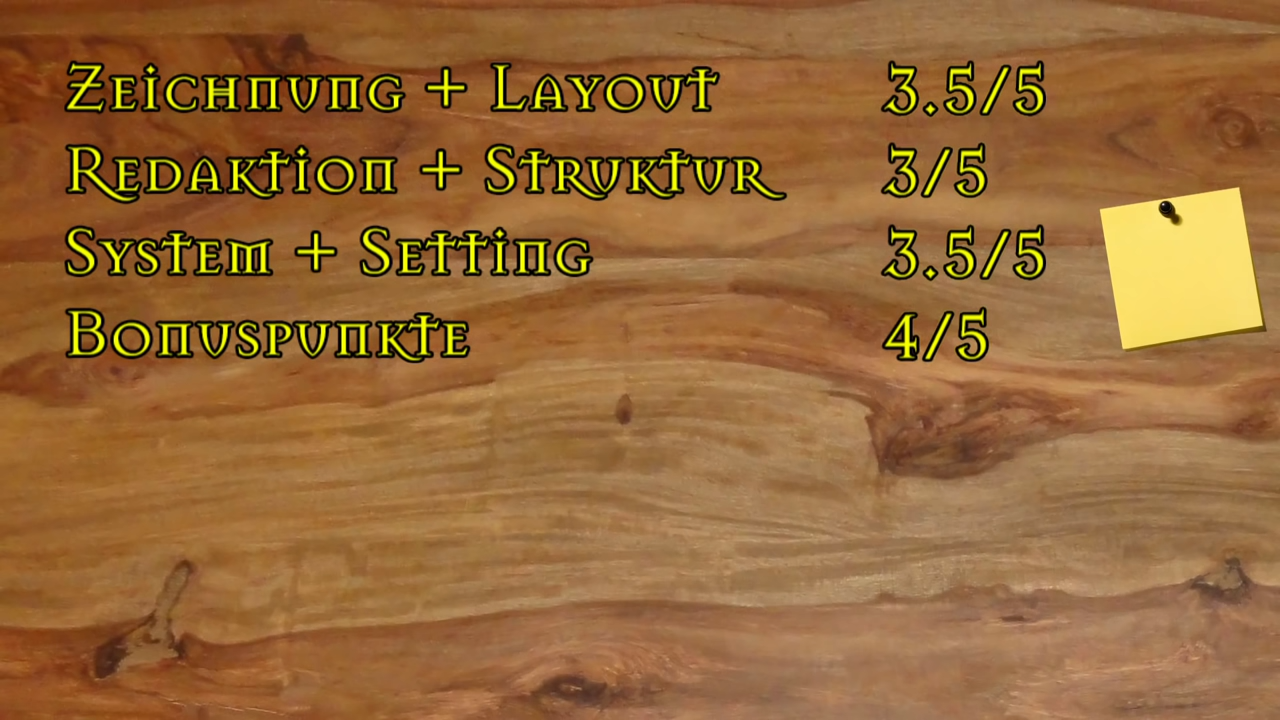 Zeichnung + Layout 3.5/5
Redaktion + Struktur 3/5
System + Setting 3.5/5
Bonuspunkte 4/5